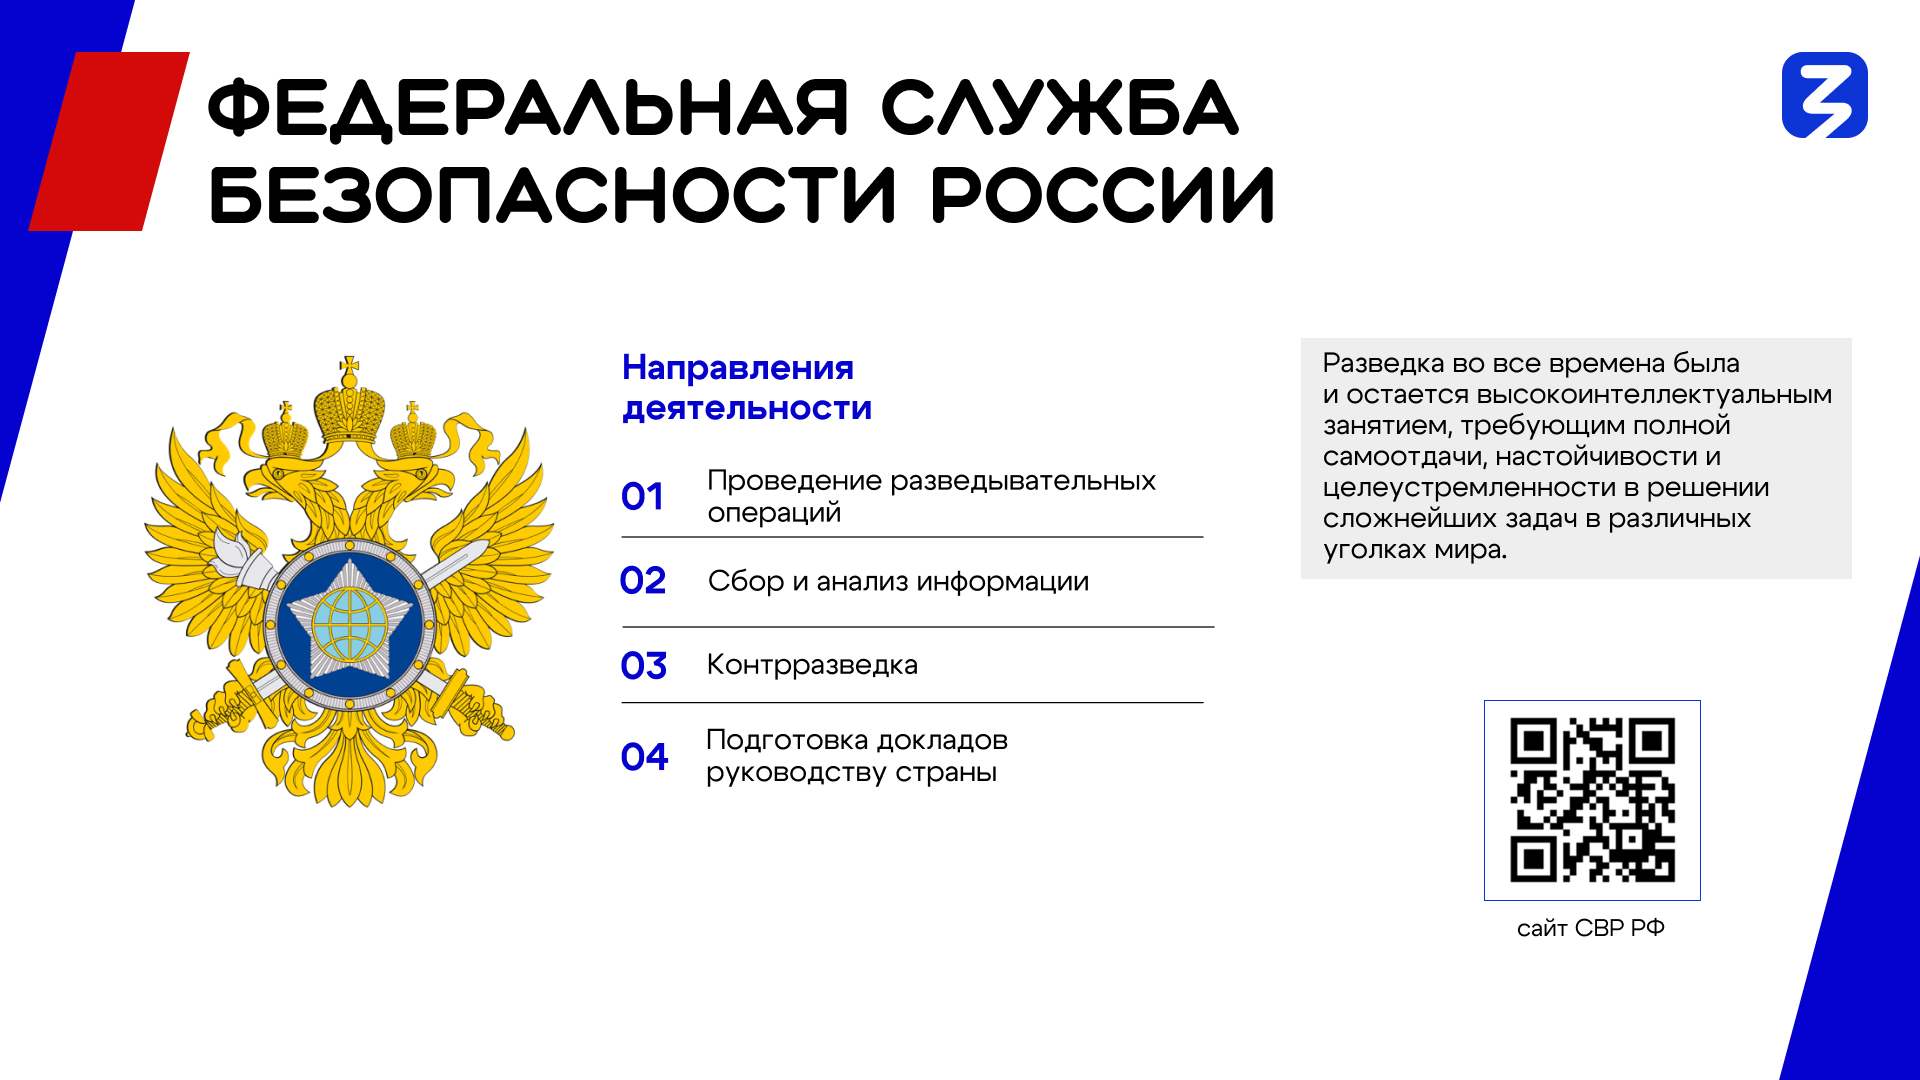 ФЕДЕРАЛЬНАЯ СЛУЖБА
БЕЗОПАСНОСТИ РОССИИ
Направления
деятельности
01
Проведение разведывательных
операций
02
Сбор и анализ информации
03
Контрразведка
04
Подготовка докладов
руководству страны
Разведка во все времена была
и остается высокоинтеллектуальным
занятием, требующим полной
самоотдачи, настойчивости и
целеустремленности в решении
сложнейших задач в различных
уголках мира.
сайт СВР РФ